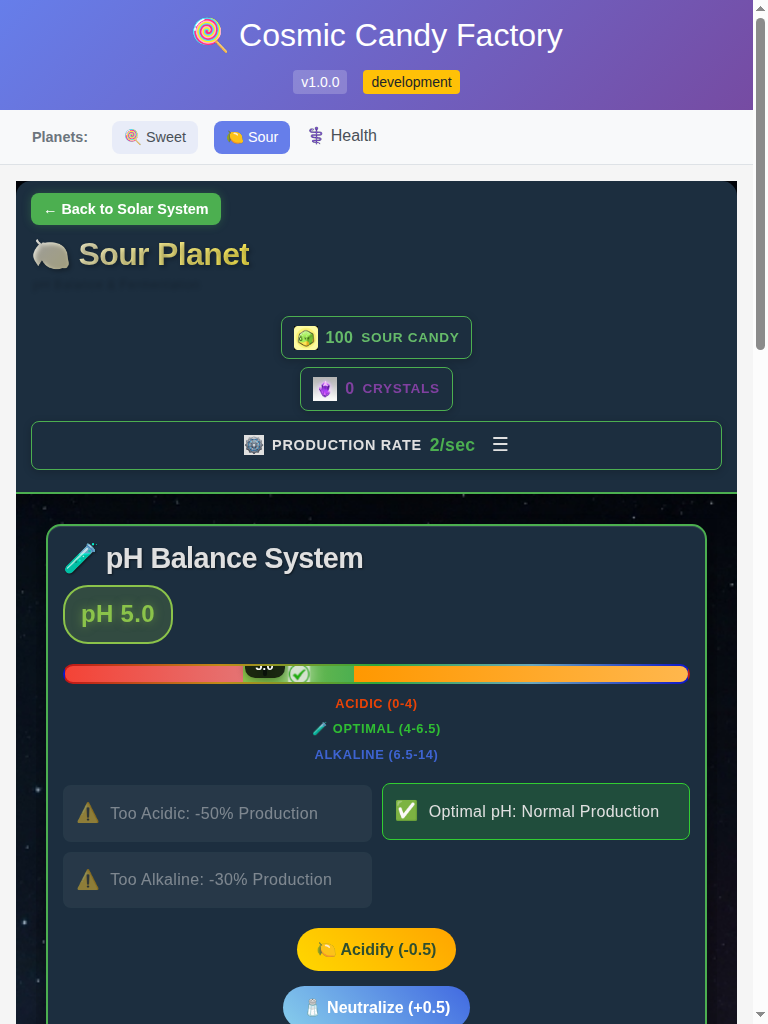 Cosmic Candy Factory
v1.0.0 development
Planets: Sweet Sour Health
← Back to Solar System
Sour Planet
100 SOUR CANDY
0 CRYSTALS
PRODUCTION RATE 2/sec ☰
pH Balance System
pH 5.0
5.0
ACIDIC (0-4)
OPTIMAL (4-6.5)
ALKALINE (6.5-14)
Too Acidic: -50% Production
Optimal pH: Normal Production
Too Alkaline: -30% Production
Acidify (-0.5)
Neutralize (+0.5)